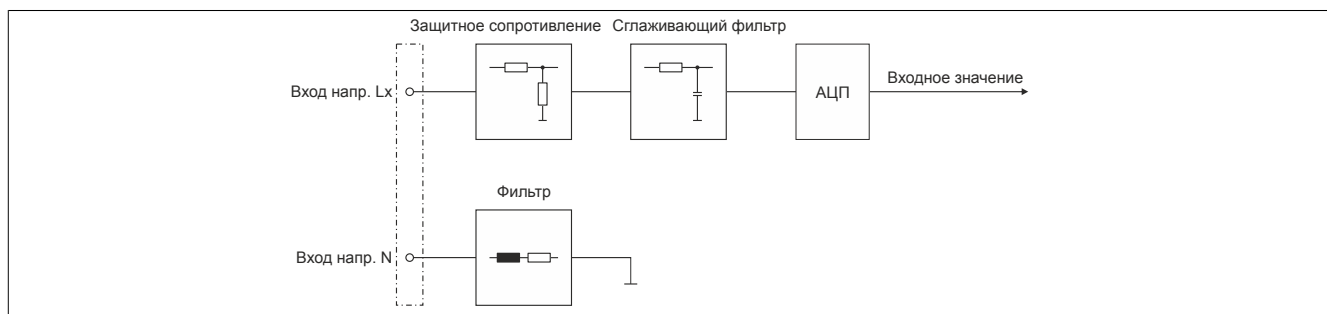 Защитное сопротивление
Сглаживающий фильтр
Вход напр. Lx
АЦП
Входное значение
Фильтр
Вход напр. N